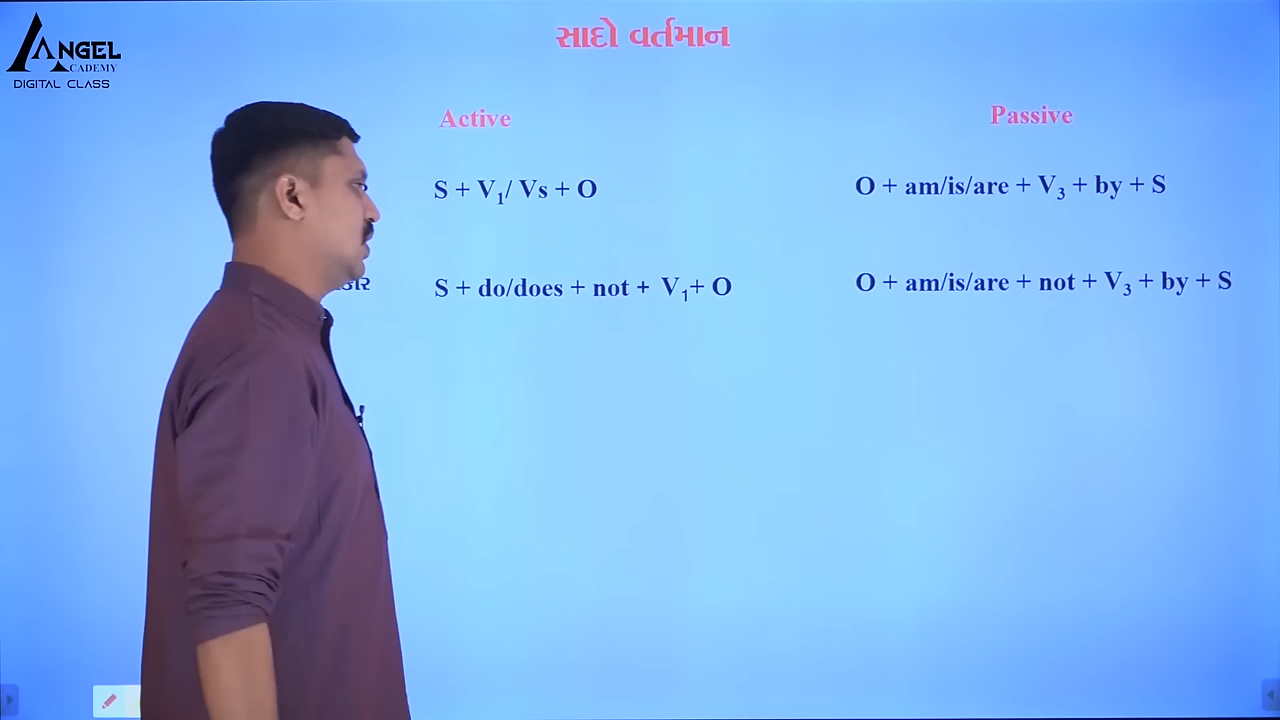 ANGEL
ACADEMY
DIGITAL CLASS
સાદો વર્તમાન
Active Passive
S + V₁/ Vs + O O + am/is/are + V₃ + by + S
S + do/does + not + V₁+ O O + am/is/are + not + V₃ + by + S